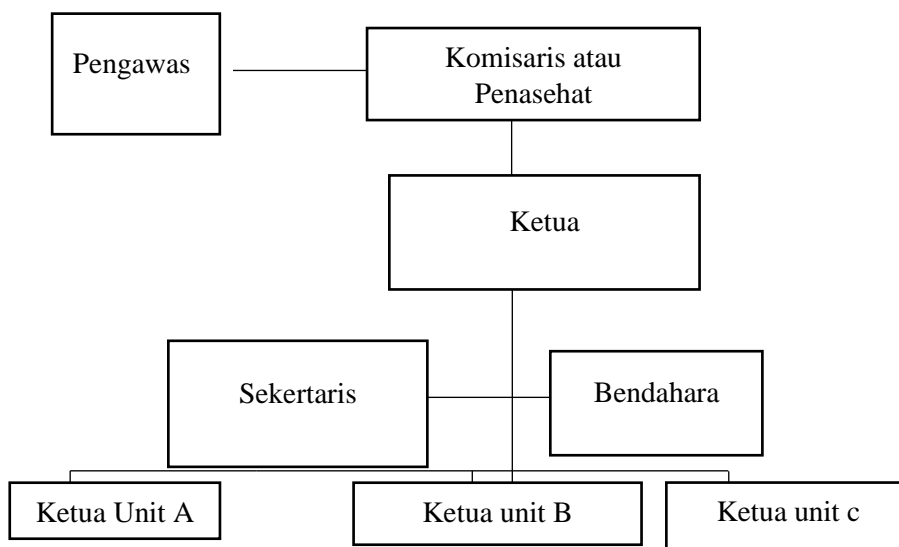 Pengawas
Komisaris atau
Penasehat
Ketua
Sekertaris
Bendahara
Ketua Unit A
Ketua unit B
Ketua unit c